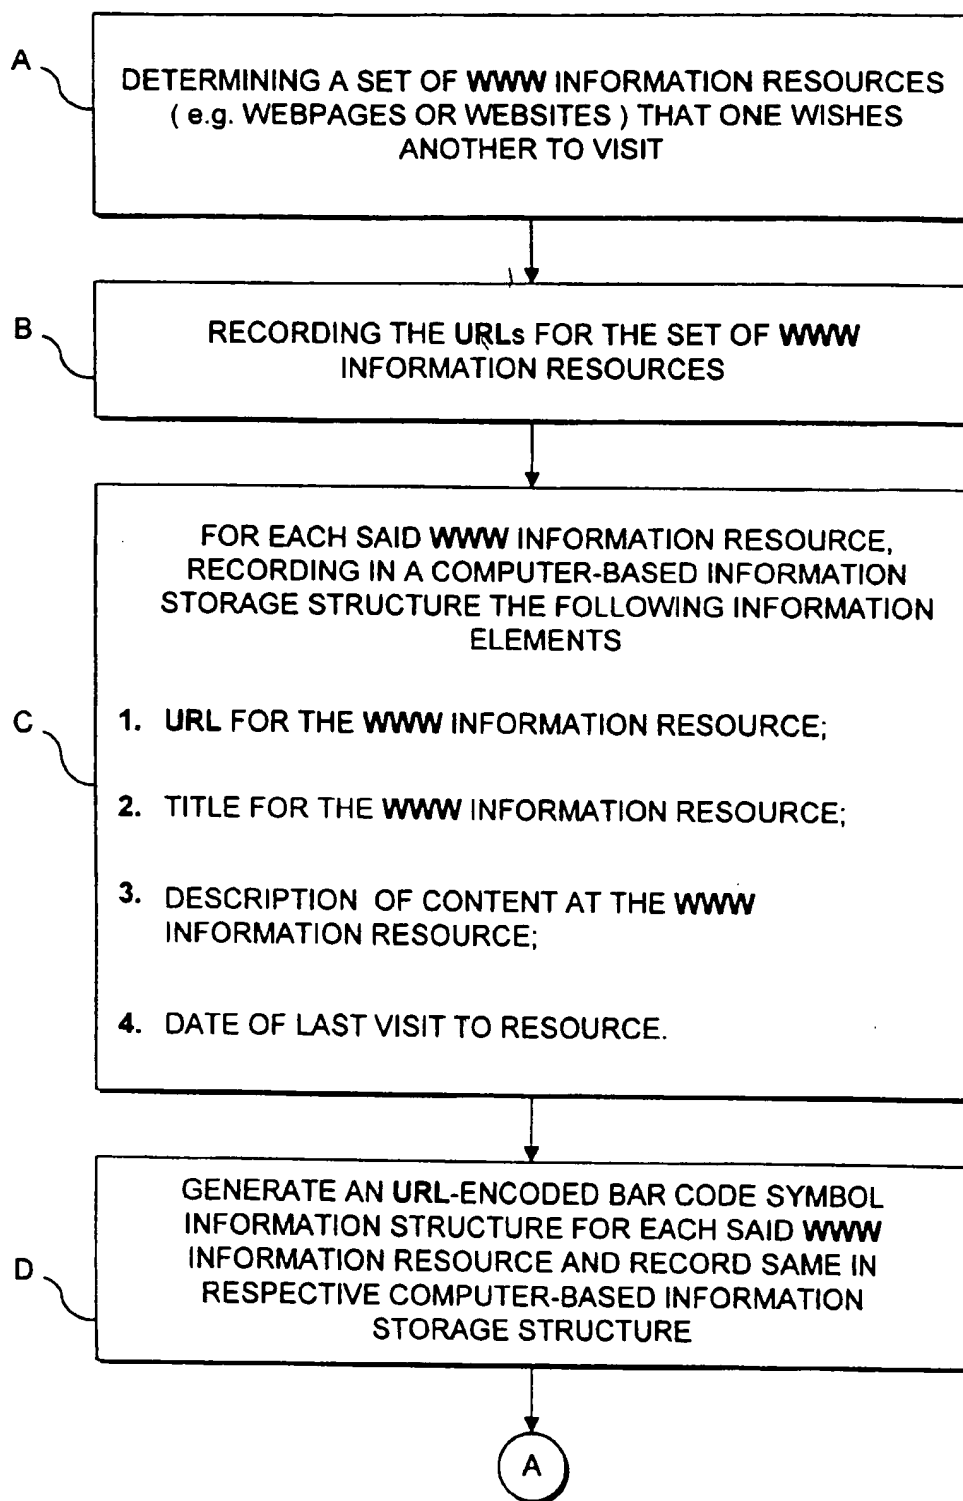 A
DETERMINING A SET OF WWW INFORMATION RESOURCES
( e.g. WEBPAGES OR WEBSITES ) THAT ONE WISHES
ANOTHER TO VISIT
B
RECORDING THE URLs FOR THE SET OF WWW
INFORMATION RESOURCES
C
FOR EACH SAID WWW INFORMATION RESOURCE,
RECORDING IN A COMPUTER-BASED INFORMATION
STORAGE STRUCTURE THE FOLLOWING INFORMATION
ELEMENTS
1. URL FOR THE WWW INFORMATION RESOURCE;
2. TITLE FOR THE WWW INFORMATION RESOURCE;
3. DESCRIPTION OF CONTENT AT THE WWW
INFORMATION RESOURCE;
4. DATE OF LAST VISIT TO RESOURCE.
D
GENERATE AN URL-ENCODED BAR CODE SYMBOL
INFORMATION STRUCTURE FOR EACH SAID WWW
INFORMATION RESOURCE AND RECORD SAME IN
RESPECTIVE COMPUTER-BASED INFORMATION
STORAGE STRUCTURE
A